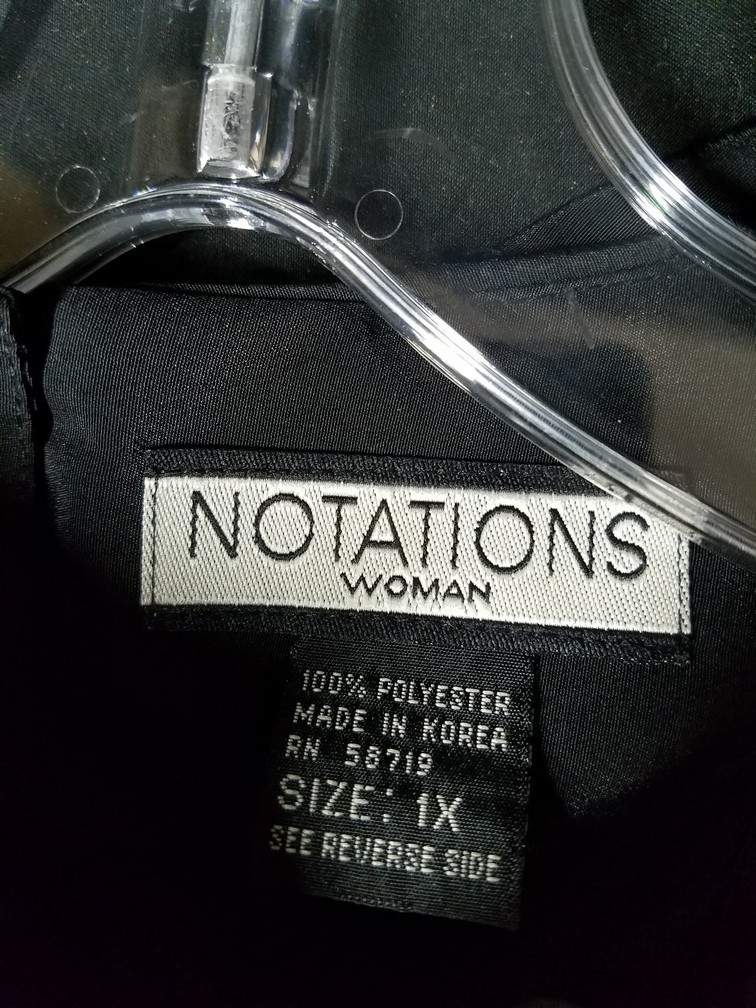 NOTATIONS
WOMAN
100% POLYESTER
MADE IN KOREA
RN 58719
SIZE: 1X
SEE REVERSE SIDE